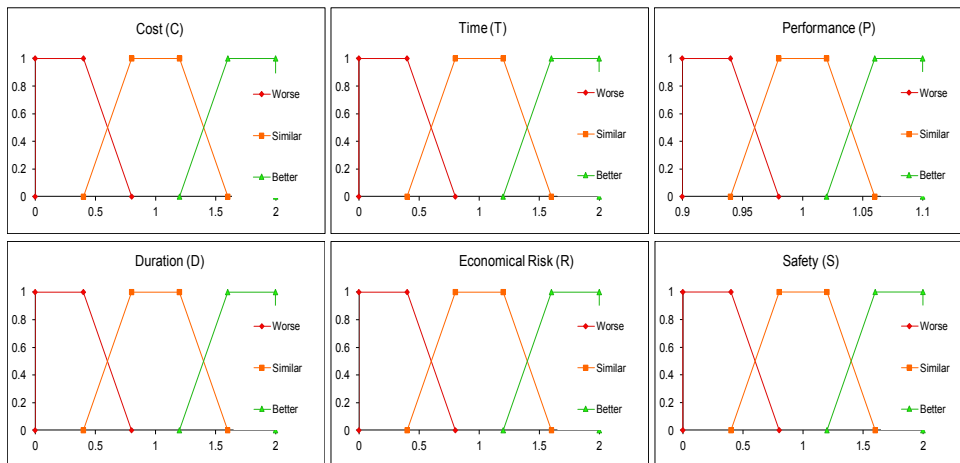 Cost (C)
1
0.8
0.6
0.4
0.2
0
0 0.5 1 1.5 2
Worse
Similar
Better
Time (T)
1
0.8
0.6
0.4
0.2
0
0 0.5 1 1.5 2
Worse
Similar
Better
Performance (P)
1
0.8
0.6
0.4
0.2
0
0.9 0.95 1 1.05 1.1
Worse
Similar
Better
Duration (D)
1
0.8
0.6
0.4
0.2
0
0 0.5 1 1.5 2
Worse
Similar
Better
Economical Risk (R)
1
0.8
0.6
0.4
0.2
0
0 0.5 1 1.5 2
Worse
Similar
Better
Safety (S)
1
0.8
0.6
0.4
0.2
0
0 0.5 1 1.5 2
Worse
Similar
Better